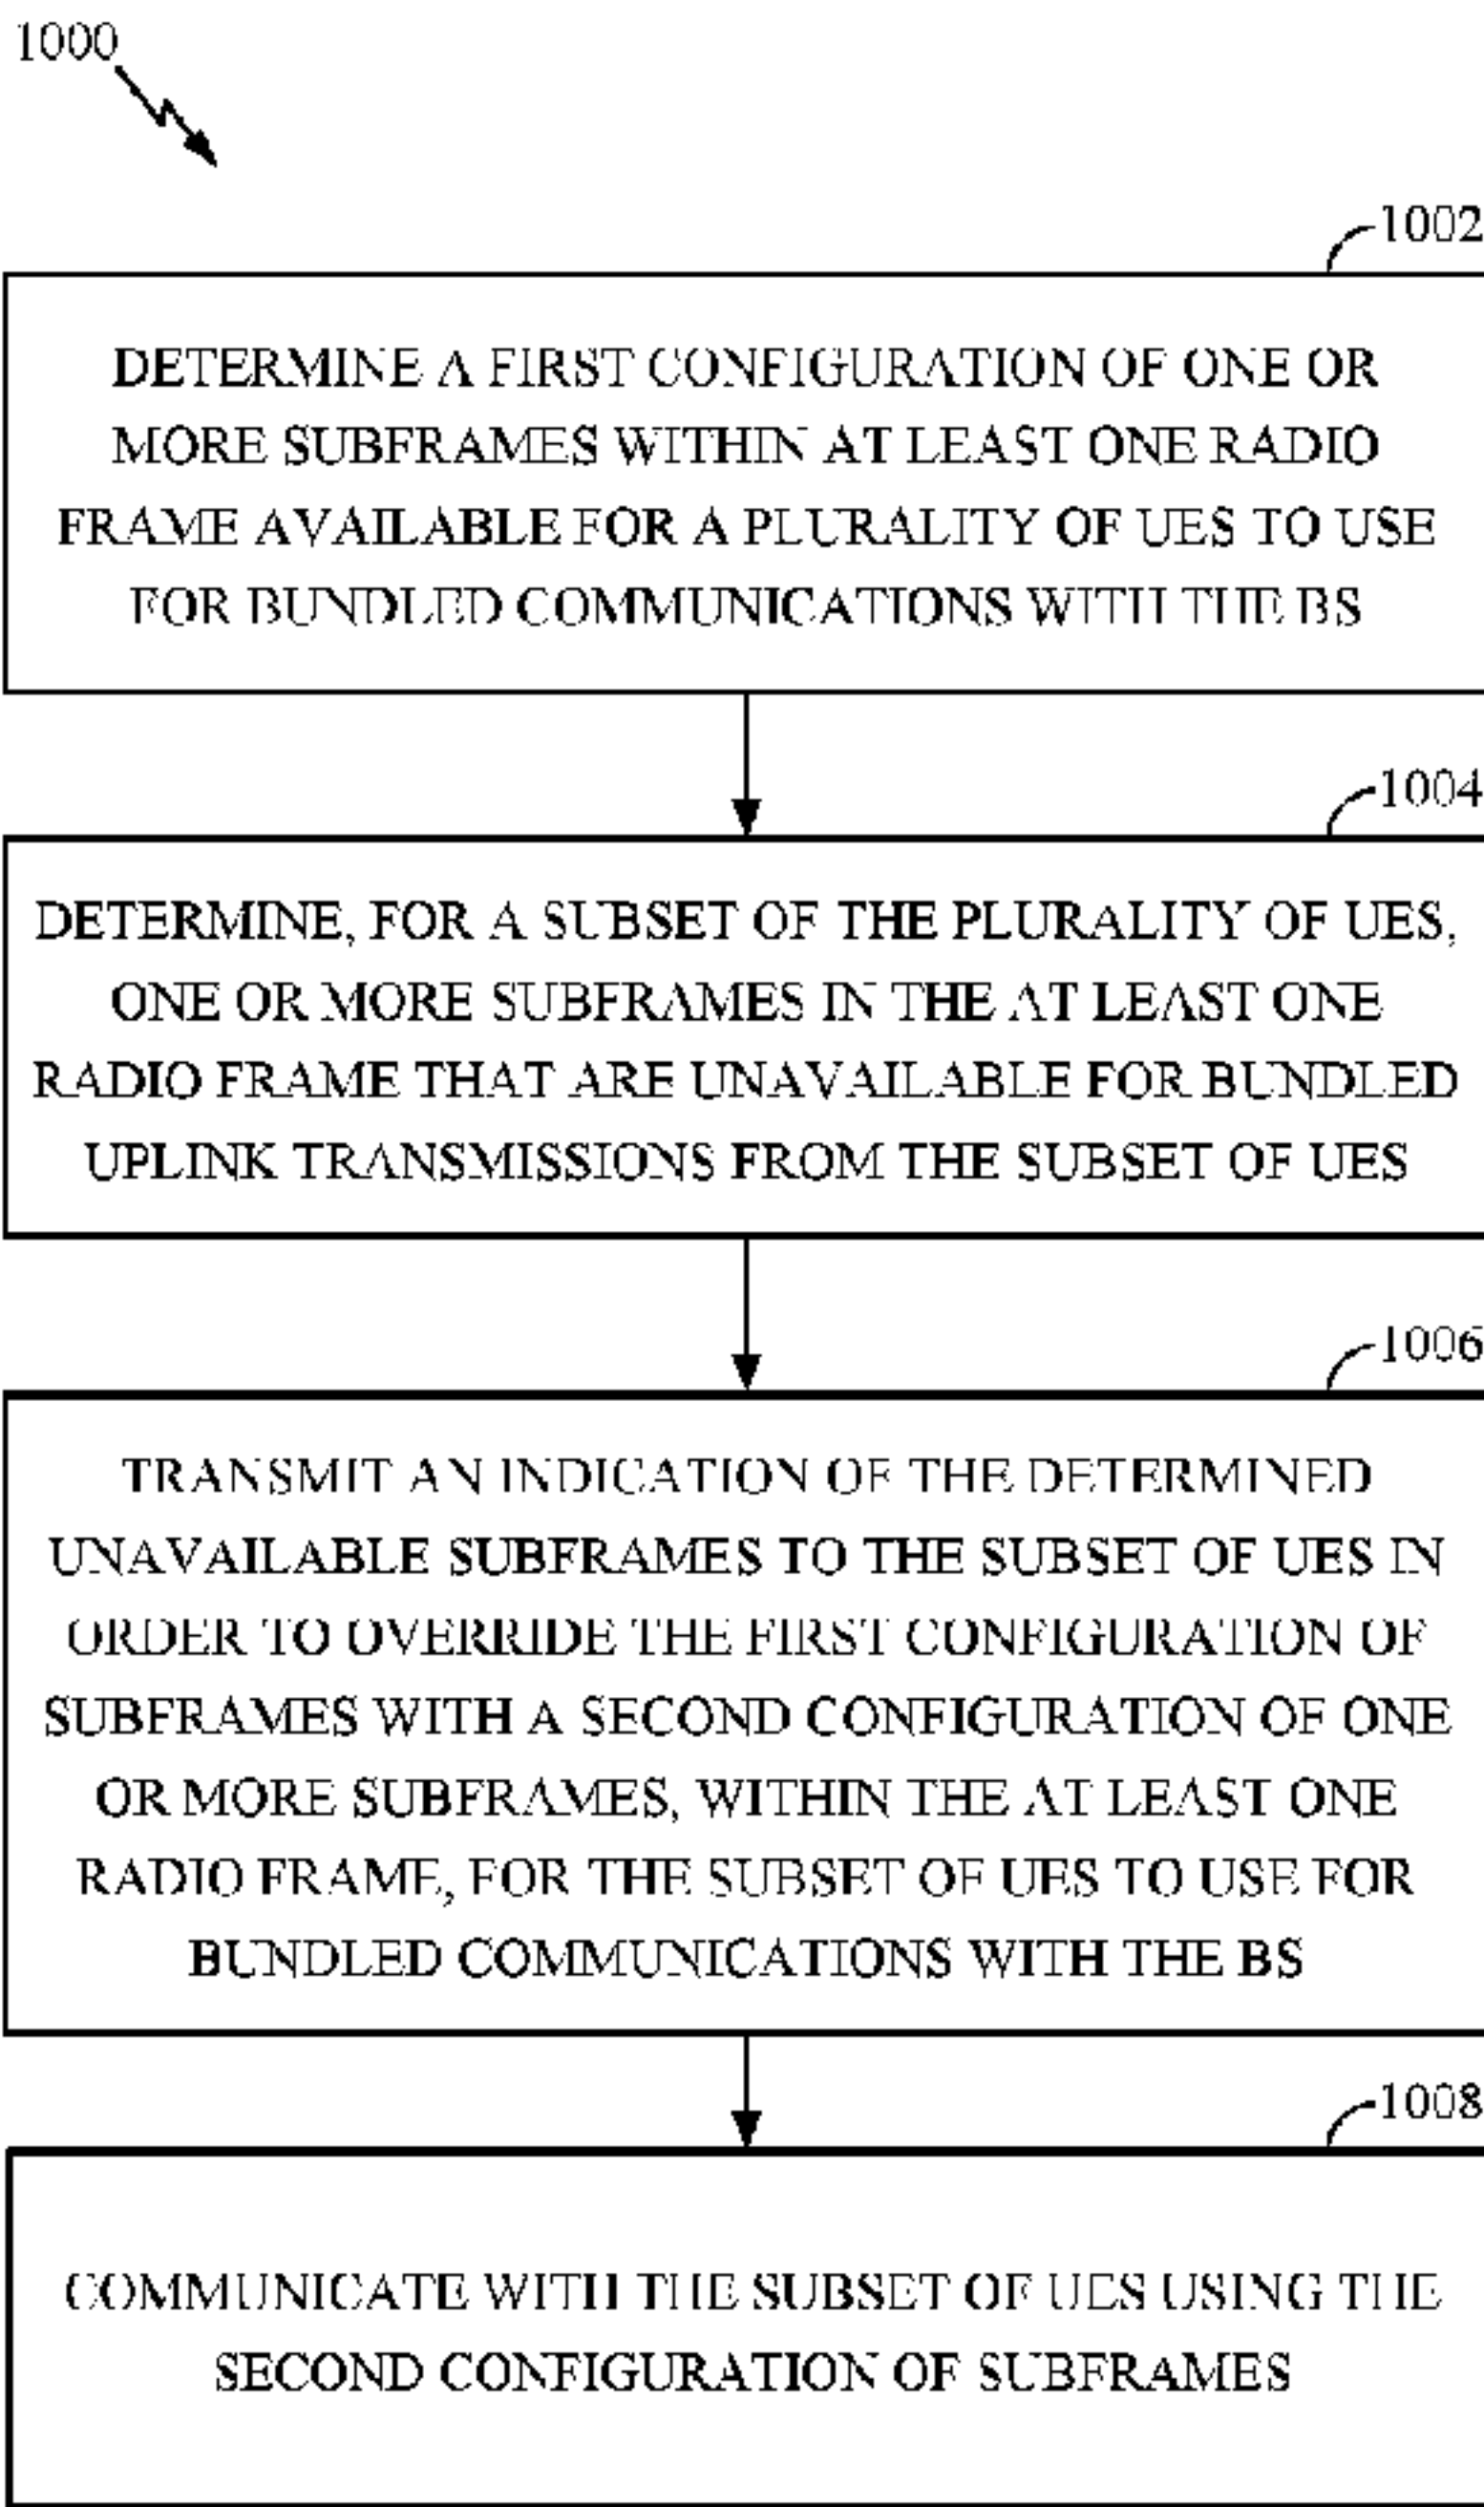 1000
1002
DETERMINE A FIRST CONFIGURATION OF ONE OR
MORE SUBFRAMES WITHIN AT LEAST ONE RADIO
FRAME AVAILABLE FOR A PLURALITY OF UES TO USE
FOR BUNDLED COMMUNICATIONS WITH THE BS
1004
DETERMINE, FOR A SUBSET OF THE PLURALITY OF UES,
ONE OR MORE SUBFRAMES IN THE AT LEAST ONE
RADIO FRAME THAT ARE UNAVAILABLE FOR BUNDLED
UPLINK TRANSMISSIONS FROM THE SUBSET OF UES
1006
TRANSMIT AN INDICATION OF THE DETERMINED
UNAVAILABLE SUBFRAMES TO THE SUBSET OF UES IN
ORDER TO OVERRIDE THE FIRST CONFIGURATION OF
SUBFRAMES WITH A SECOND CONFIGURATION OF ONE
OR MORE SUBFRAMES, WITHIN THE AT LEAST ONE
RADIO FRAME, FOR THE SUBSET OF UES TO USE FOR
BUNDLED COMMUNICATIONS WITH THE BS
1008
COMMUNICATE WITH THE SUBSET OF UES USING THE
SECOND CONFIGURATION OF SUBFRAMES